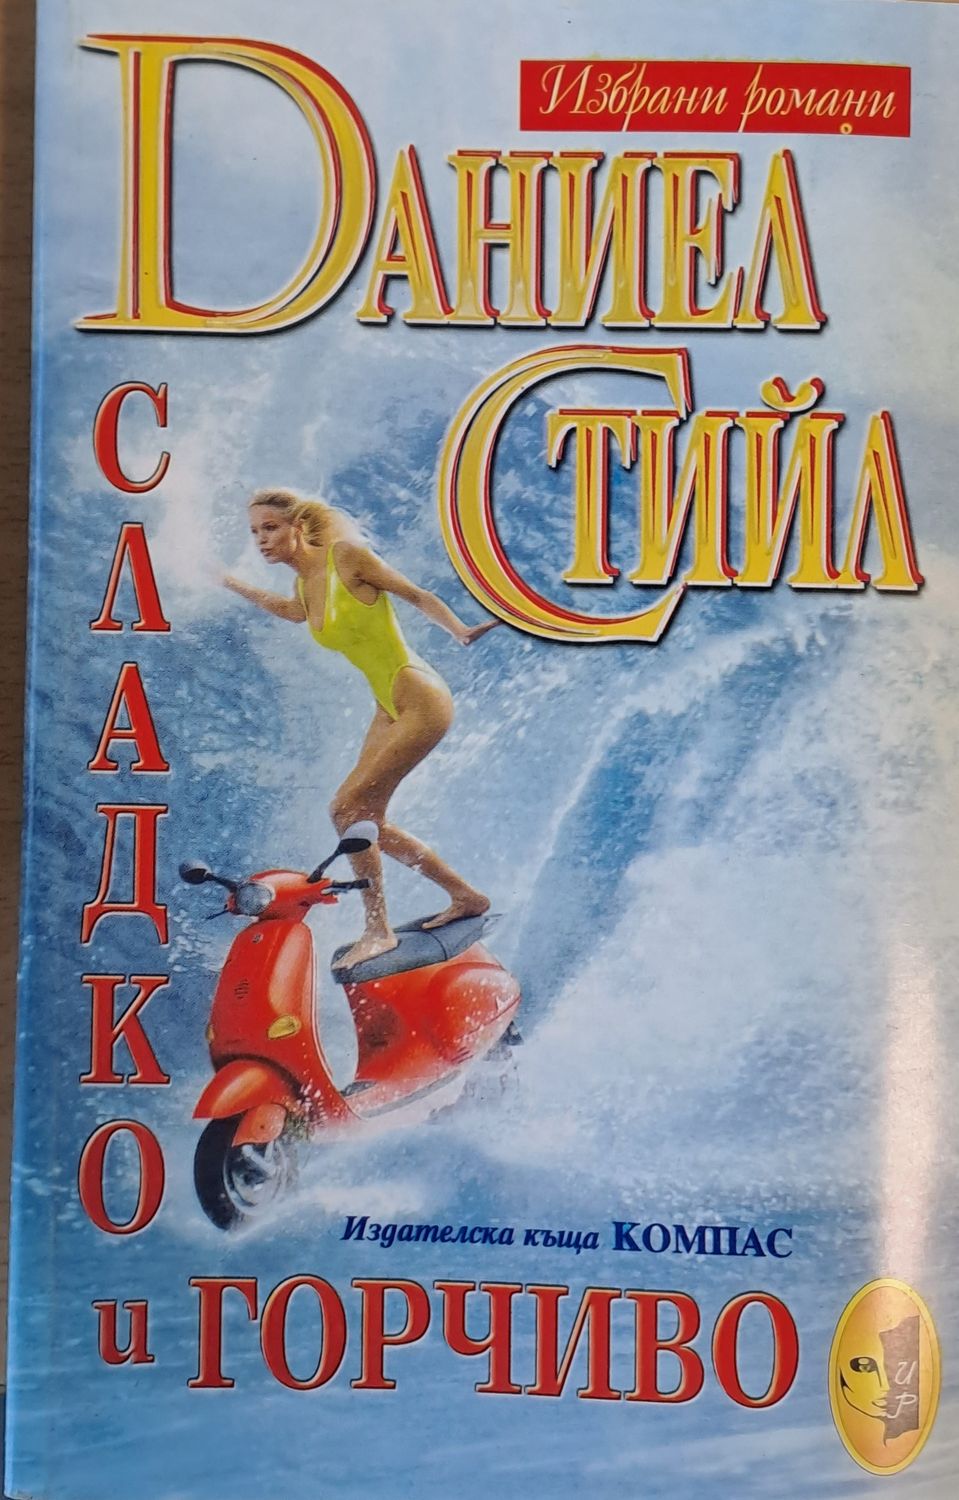 Избрани романи
ДАНИЕЛ
СТИЙЛ
СЛАДКО
Издателска къща КОМПАС
и ГОРЧИВО
И
Р